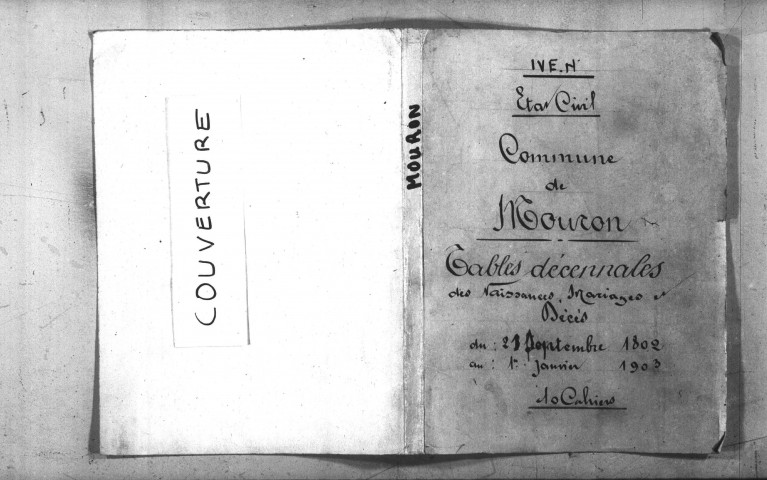 COUVERTURE
MOURON
IVE.N
Etat Civil
Commune
de
Mouron
Tables décennales
des Naissances, Mariages et
Décès
du : 21 Septembre 1802
au : 1er Janvier 1903
10 Cahiers